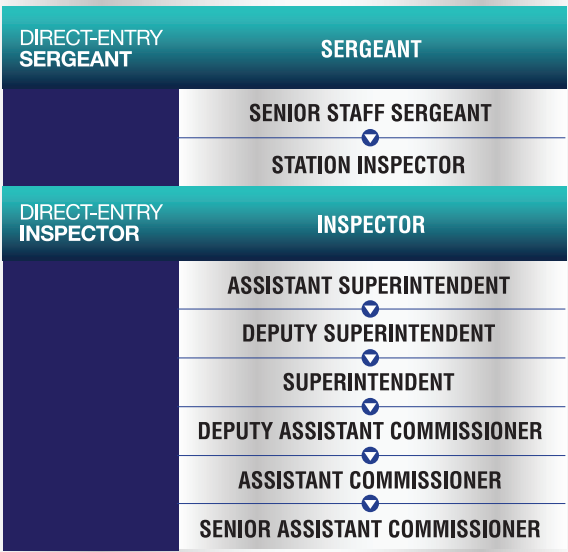 DIRECT-ENTRY
SERGEANT
SERGEANT
SENIOR STAFF SERGEANT
STATION INSPECTOR
DIRECT-ENTRY
INSPECTOR
INSPECTOR
ASSISTANT SUPERINTENDENT
DEPUTY SUPERINTENDENT
SUPERINTENDENT
DEPUTY ASSISTANT COMMISSIONER
ASSISTANT COMMISSIONER
SENIOR ASSISTANT COMMISSIONER